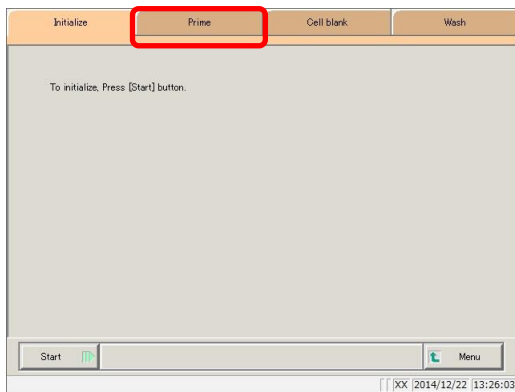 Initialize Prime Cell blank Wash
To initialize, Press [Start] button.
Start Menu
XX 2014/12/22 13:26:03